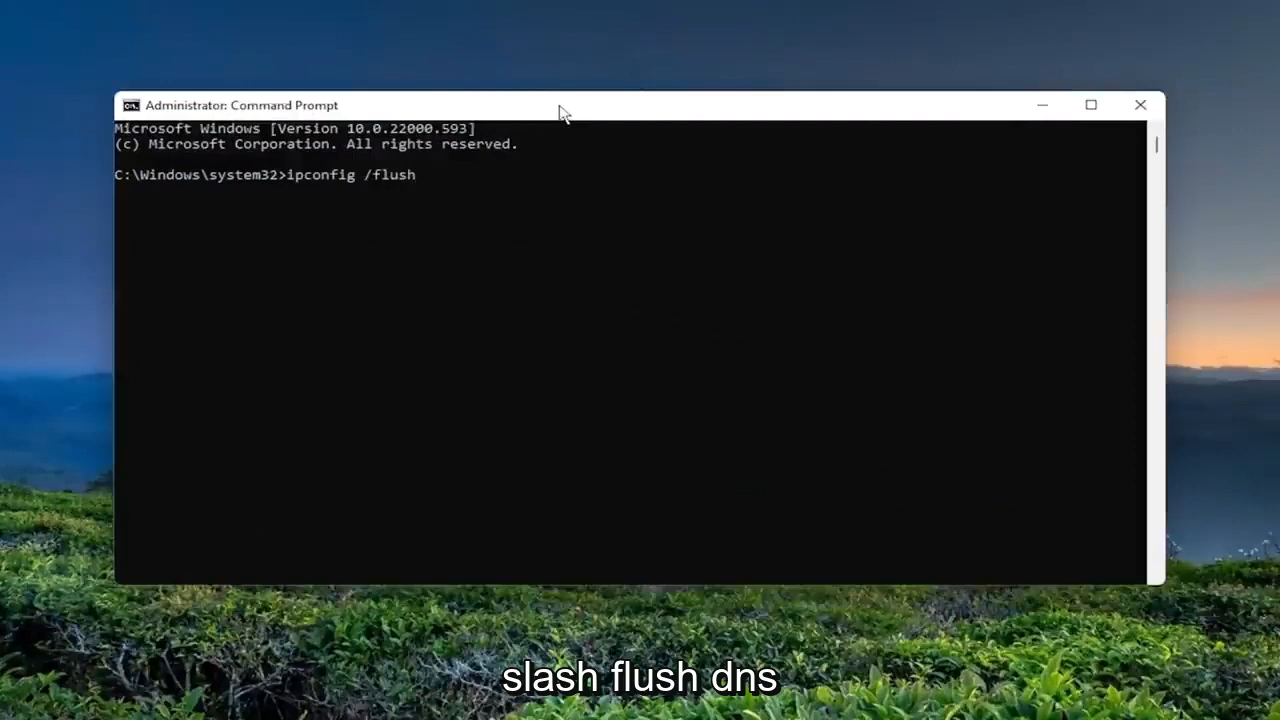 Administrator: Command Prompt
Microsoft Windows [Version 10.0.22000.593]
(c) Microsoft Corporation. All rights reserved.
C:\Windows\system32>ipconfig /flush
slash flush dns